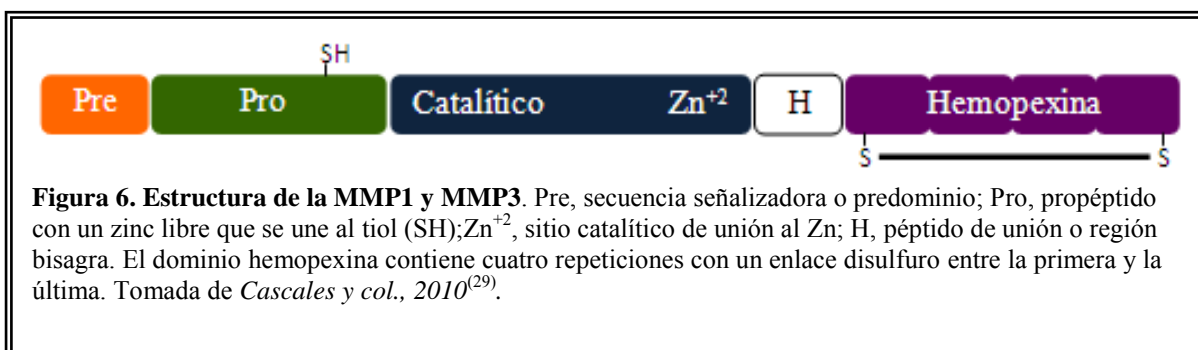 SH
Pre Pro Catalítico Zn+2 H Hemopexina
S S
Figura 6. Estructura de la MMP1 y MMP3. Pre, secuencia señalizadora o predominio; Pro, propéptido
con un zinc libre que se une al tiol (SH);Zn+2, sitio catalítico de unión al Zn; H, péptido de unión o región
bisagra. El dominio hemopexina contiene cuatro repeticiones con un enlace disulfuro entre la primera y la
última. Tomada de Cascales y col., 2010(29).